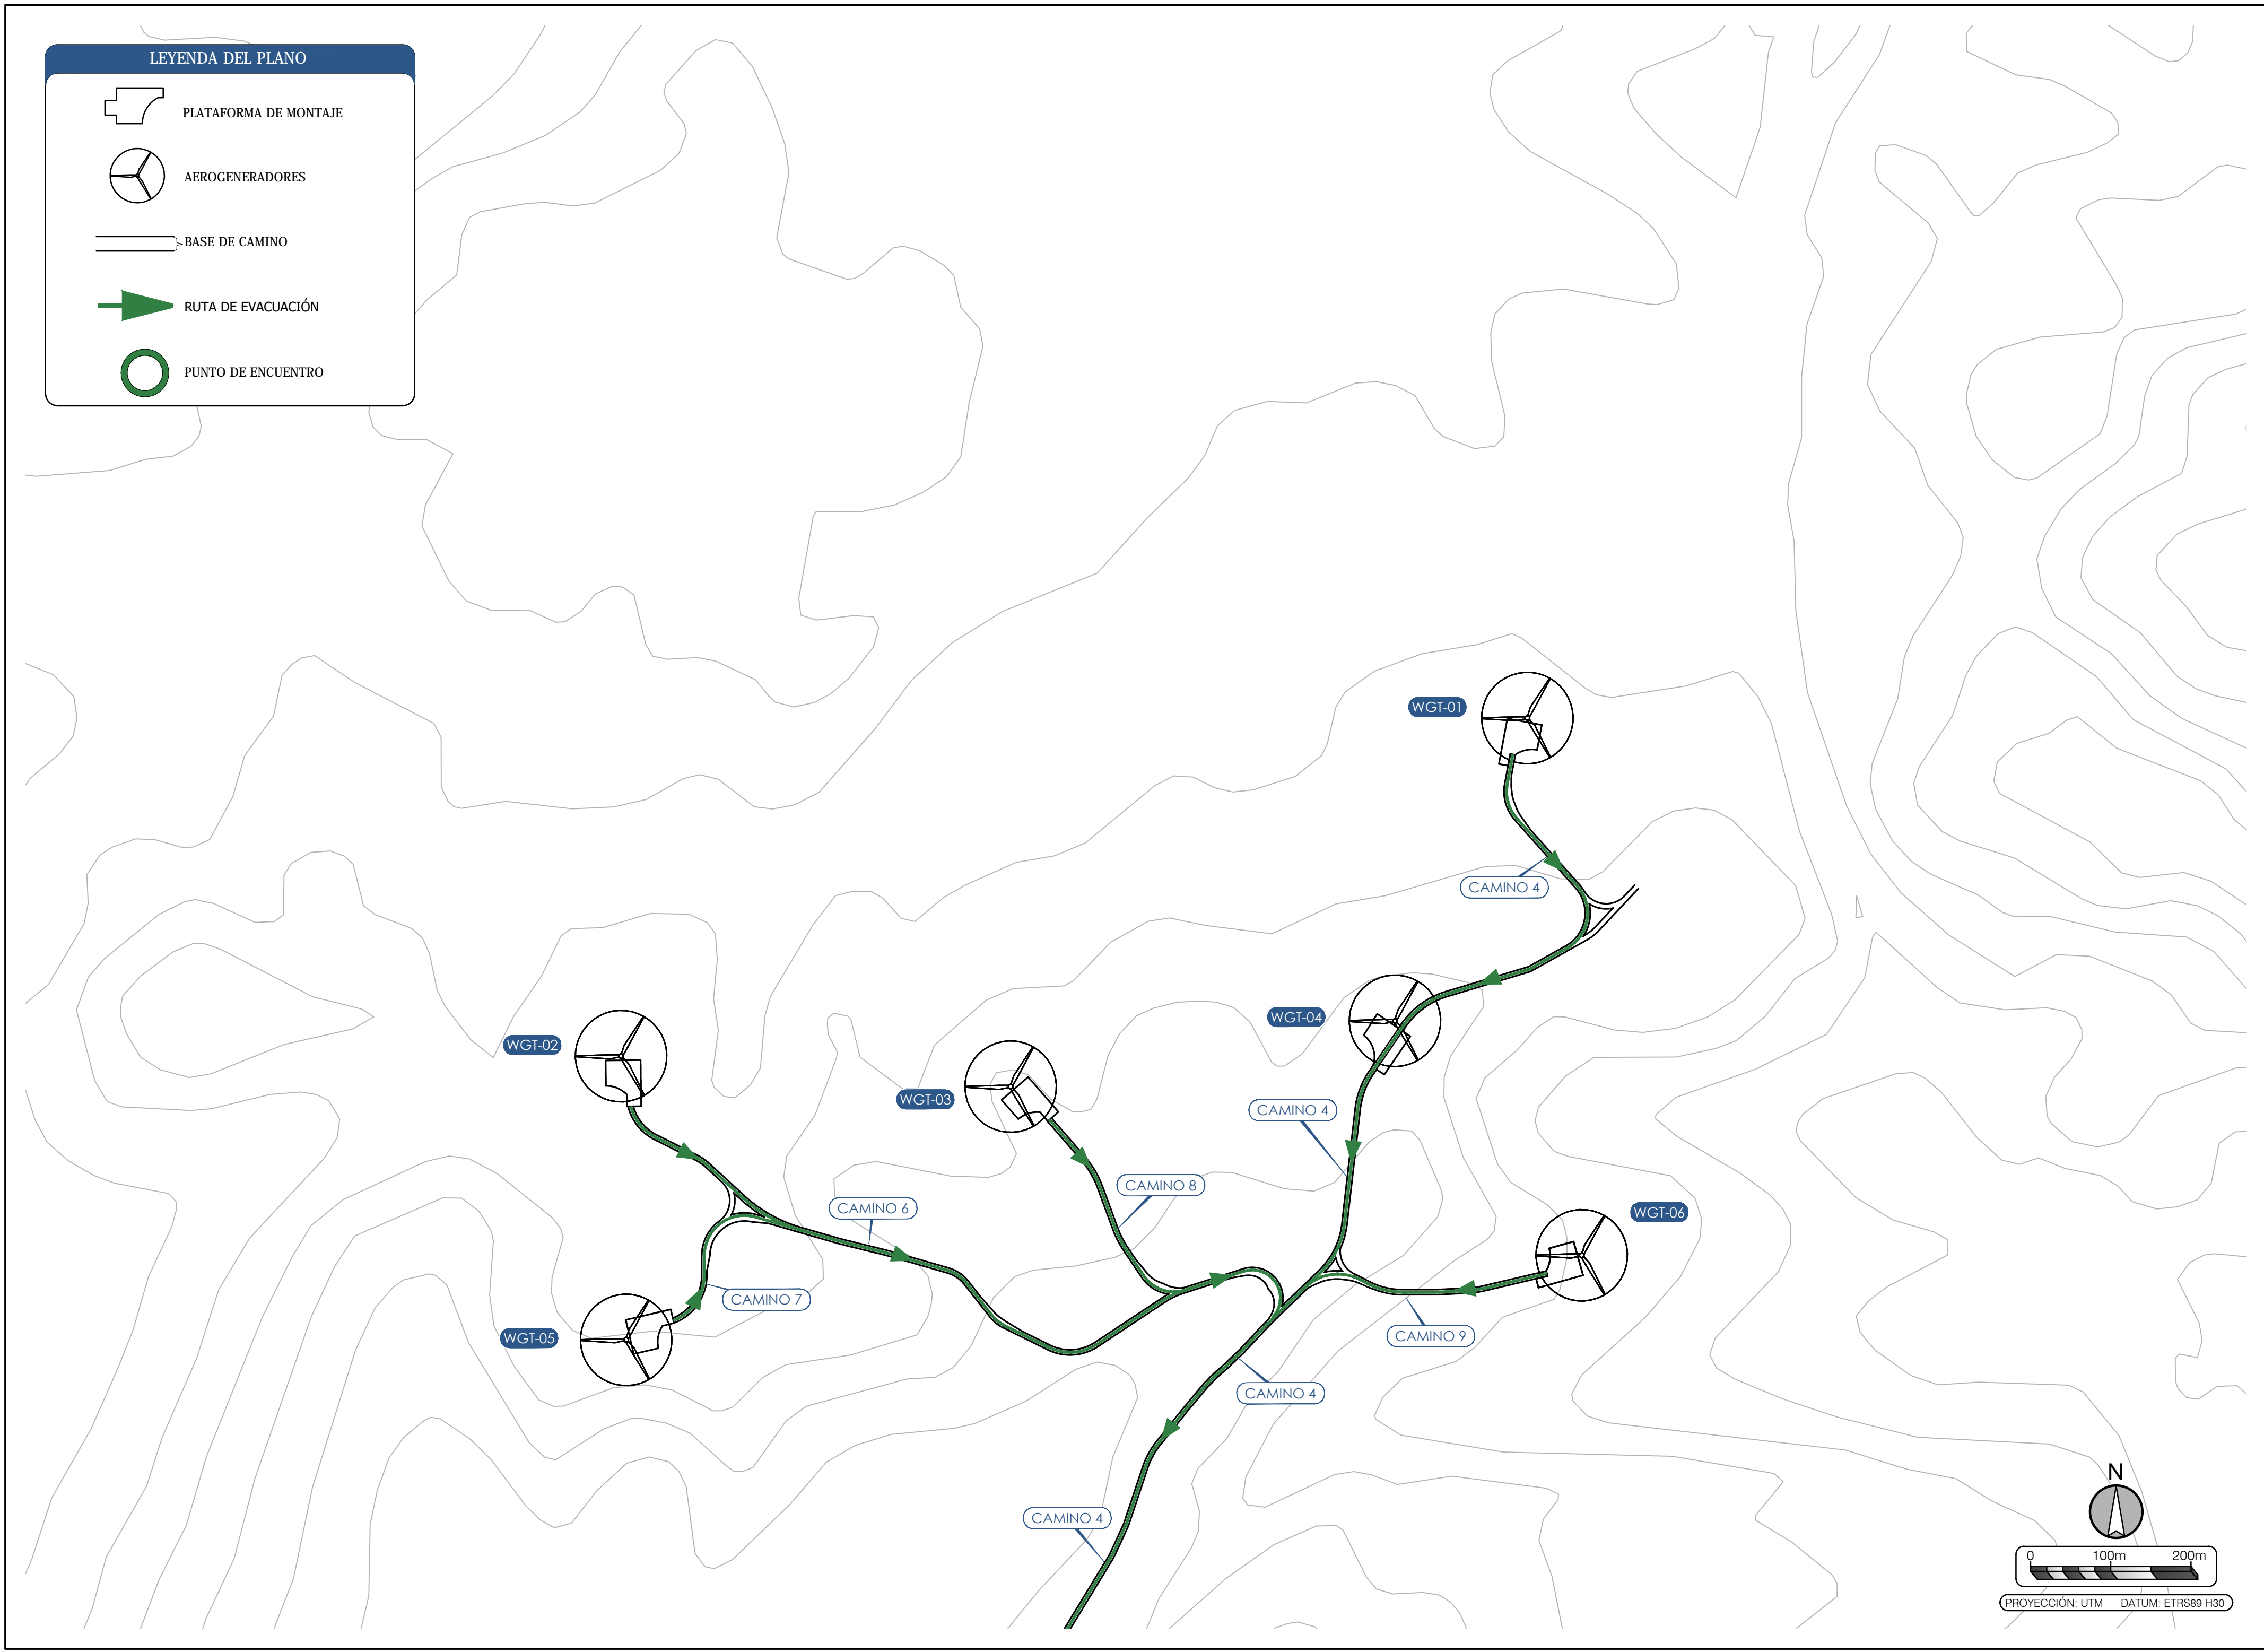 LEYENDA DEL PLANO
PLATAFORMA DE MONTAJE
AEROGENERADORES
BASE DE CAMINO
RUTA DE EVACUACIÓN
PUNTO DE ENCUENTRO
WGT-01
CAMINO 4
WGT-04
WGT-02
WGT-03
CAMINO 4
CAMINO 8
CAMINO 6
WGT-06
CAMINO 7
WGT-05
CAMINO 9
CAMINO 4
CAMINO 4
N
0 100m 200m
PROYECCIÓN: UTM DATUM: ETRS89 H30